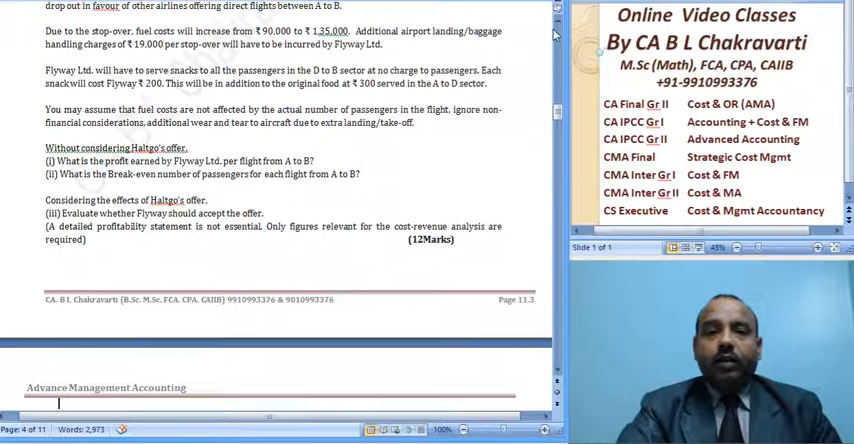 drop out in favour of other airlines offering direct flights between A to B.
Due to the stop-over, fuel costs will increase from ₹ 90,000 to ₹ 1,35,000. Additional airport landing/baggage
handling charges of ₹ 19,000 per stop-over will have to be incurred by Flyway Ltd.
Flyway Ltd. will have to serve snacks to all the passengers in the D to B sector at no charge to passengers. Each
snack will cost Flyway ₹ 200. This will be in addition to the original food at ₹ 300 served in the A to D sector.
You may assume that fuel costs are not affected by the actual number of passengers in the flight, ignore non-
financial considerations, additional wear and tear to aircraft due to extra landing/take-off.
Without considering Haltgo's offer,
(i) What is the profit earned by Flyway Ltd. per flight from A to B?
(ii) What is the Break-even number of passengers for each flight from A to B?
Considering the effects of Haltgo's offer,
(iii) Evaluate whether Flyway should accept the offer.
(A detailed profitability statement is not essential. Only figures relevant for the cost-revenue analysis are
required) (12Marks)
CA. B L Chakravarti (B.Sc. M.Sc, FCA. CPA, CAIIB) 9910993376 & 9810993376 Page 11.3
Advance Management Accounting
Page: 4 of 11 Words: 2,973 100%
Online Video Classes
By CA B L Chakravarti
M.Sc (Math), FCA, CPA, CAIIB
+91-9910993376
CA Final Gr II Cost & OR (AMA)
CA IPCC Gr I Accounting + Cost & FM
CA IPCC Gr II Advanced Accounting
CMA Final Strategic Cost Mgmt
CMA Inter Gr I Cost & FM
CMA Inter Gr II Cost & MA
CS Executive Cost & Mgmt Accountancy
Slide 1 of 1 45%